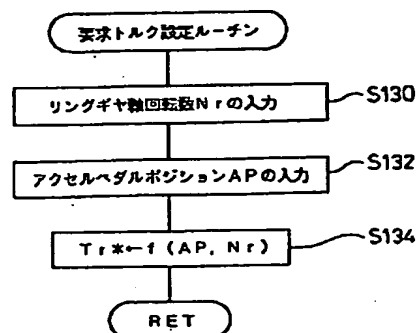 要求トルク設定ルーチン
リングギヤ軸回転数Nrの入力
S130
アクセルペダルポジションAPの入力
S132
Tr*←f(AP, Nr)
S134
RET